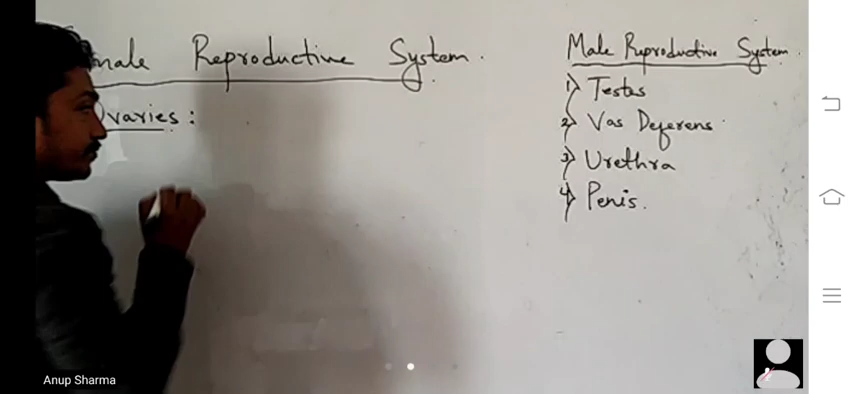 male Reproductive System.
Ovaries:
Male Reproductive System.
1) Testes
2) Vas Deferens
3) Urethra
4) Penis.
Anup Sharma